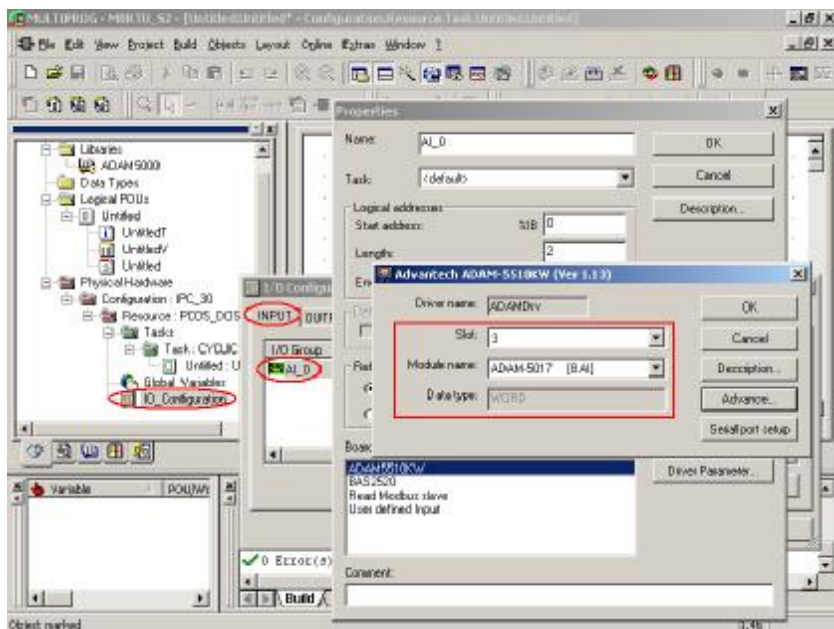 MULTIPROG - MBRTU_S2 - [Untitled:Untitled* - Configuration.Resource.Task.Untitled.Untitled]
File Edit View Project Build Objects Layout Online Extras Window ?
Libraries
ADAM5000
Data Types
Logical POUs
Untitled
UntitledT
UntitledV
Untitled
Physical Hardware
Configuration : IPC_30
Resource : PCOS_DOS
Tasks
Task : CYCLIC
Untitled : U
Global_Variables
IO_Configuration
Variable
POU/W
I/O Configu
INPUT
OUTP
I/O Group
AI_0
0 Error(s)
Build
Properties
Name:
AI_0
OK
Task:
<default>
Cancel
Logical addresses
Description...
Start address:
%IB
0
Length:
2
Advantech ADAM-5510KW (Ver 1.13)
Driver name:
ADAMDrv
OK
Slot:
3
Cancel
Module name:
ADAM-5017 [8 AI]
Description...
Data type:
WORD
Advance...
Serial port setup
ADAM5510KW
Driver Parameter...
BAS2520
Read Modbus slave
User defined Input
Comment:
Object marked